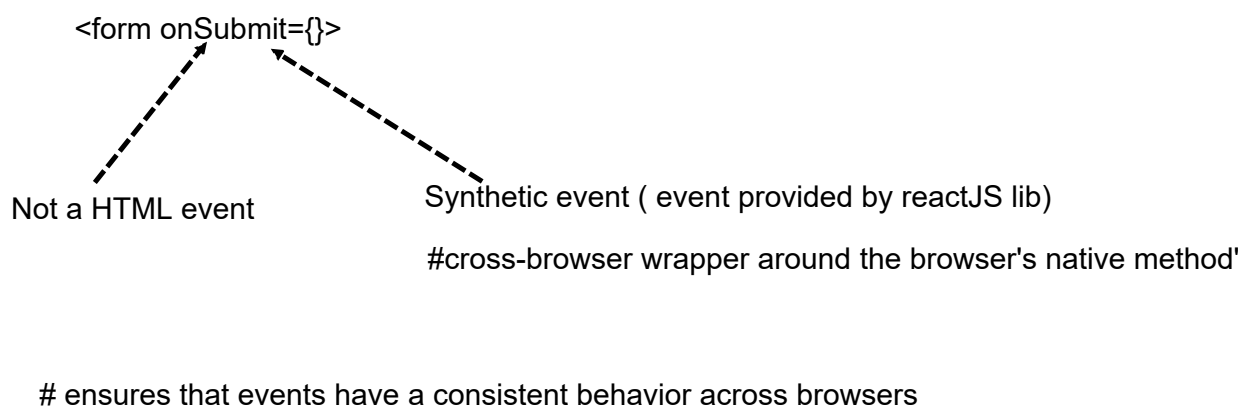 <form onSubmit={}>
Not a HTML event
Synthetic event ( event provided by reactJS lib)
#cross-browser wrapper around the browser's native method'
# ensures that events have a consistent behavior across browsers